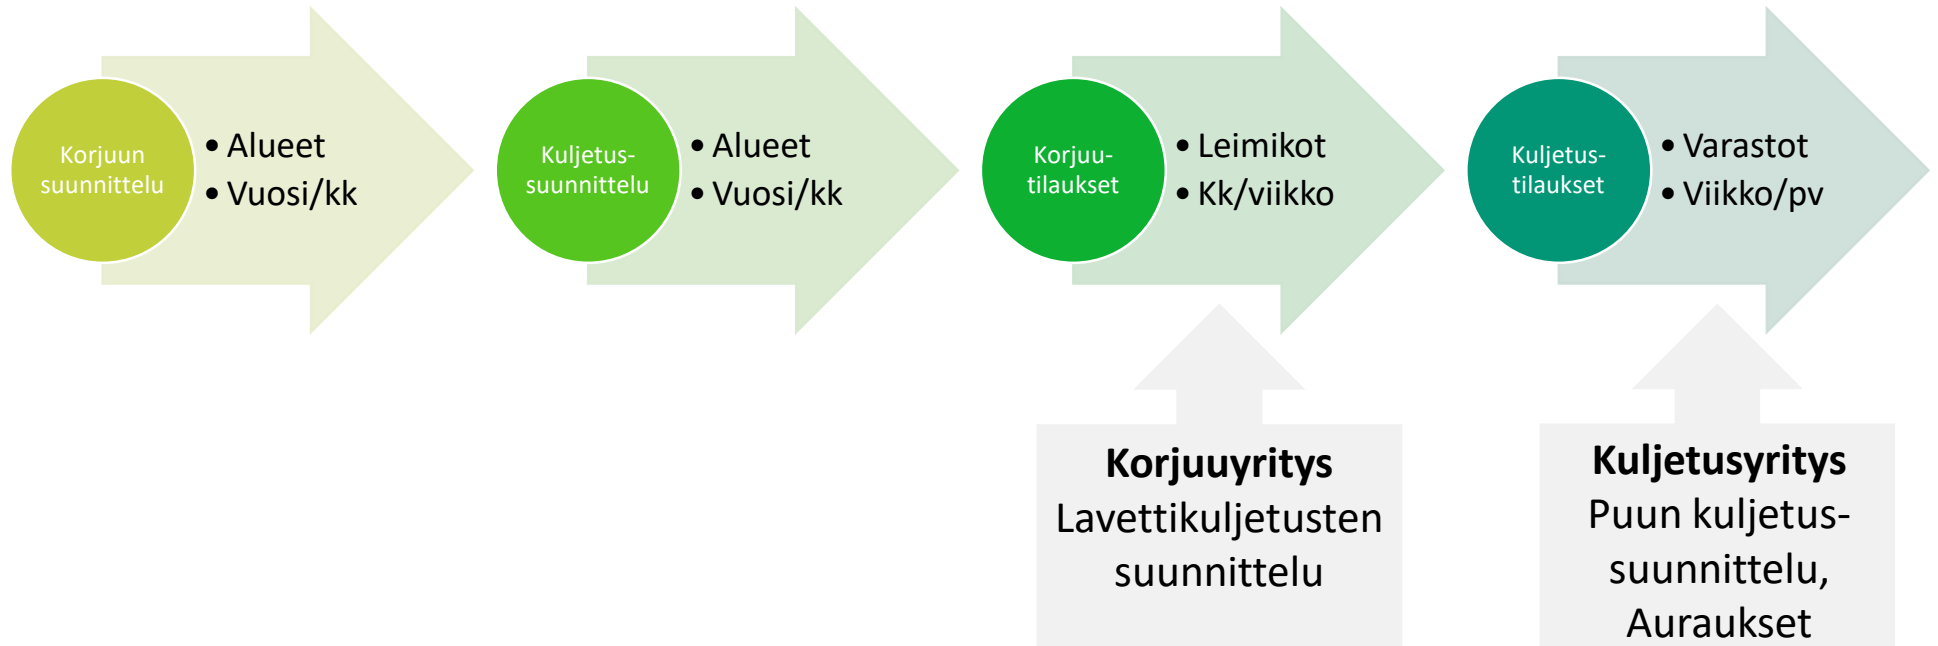 Korjuun
suunnittelu
• Alueet
• Vuosi/kk
Kuljetus-
suunnittelu
• Alueet
• Vuosi/kk
Korjuu-
tilaukset
• Leimikot
• Kk/viikko
Kuljetus-
tilaukset
• Varastot
• Viikko/pv
Korjuuyritys
Lavettikuljetusten
suunnittelu
Kuljetusyritys
Puun kuljetus-
suunnittelu,
Auraukset